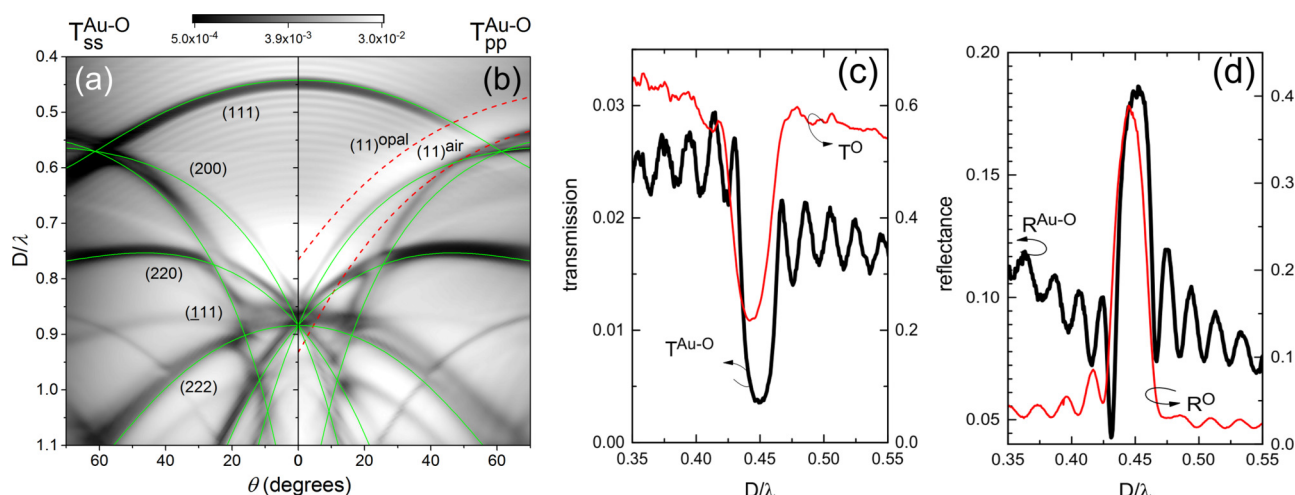 T_ss^Au-O
5.0x10⁻⁴ 3.9x10⁻³ 3.0x10⁻²
T_pp^Au-O
(a)
(b)
(111)
(200)
(220)
(111)
(222)
(11)^opal
(11)^air
0.4
0.5
0.6
0.7
0.8
0.9
1.0
1.1
D/λ
60 40 20 0 20 40 60
θ (degrees)
(c)
transmission
0.03
0.02
0.01
0.00
0.6
0.4
0.2
0.0
T^O
T^Au-O
0.35 0.40 0.45 0.50 0.55
D/λ
(d)
reflectance
0.20
0.15
0.10
0.05
0.4
0.3
0.2
0.1
0.0
R^Au-O
R^O
0.35 0.40 0.45 0.50 0.55
D/λ